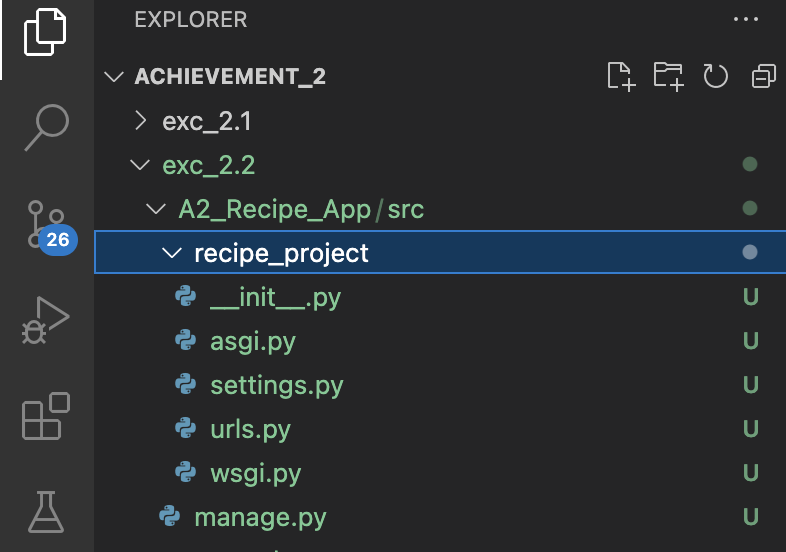 EXPLORER
ACHIEVEMENT_2
exc_2.1
exc_2.2
A2_Recipe_App/src
26
recipe_project
__init__.py U
asgi.py U
settings.py U
urls.py U
wsgi.py U
manage.py U